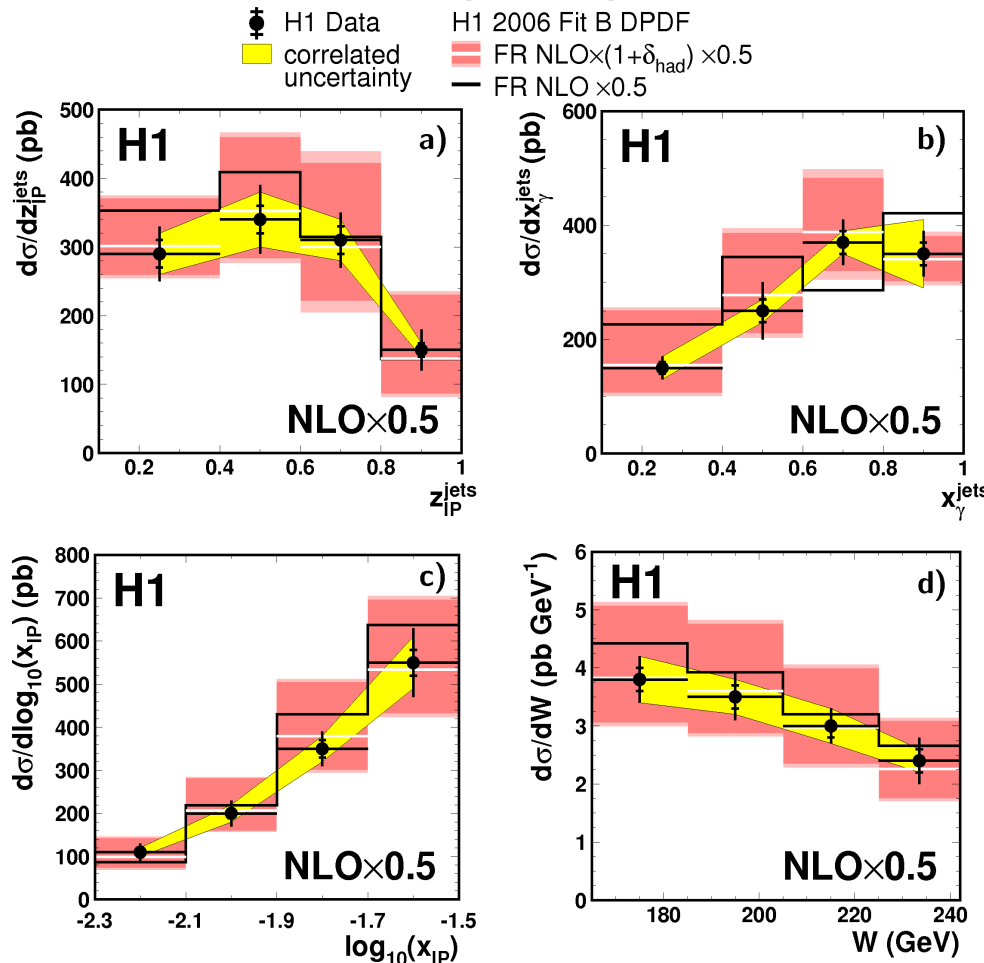 H1 Data
H1 2006 Fit B DPDF
correlated
uncertainty
FR NLO×(1+δhad) ×0.5
FR NLO ×0.5
H1
a)
dσ/dz_IP^jets (pb)
500
400
300
200
100
0
NLO×0.5
0.2 0.4 0.6 0.8 1
z_IP^jets
H1
b)
dσ/dx_γ^jets (pb)
600
400
200
0
NLO×0.5
0.2 0.4 0.6 0.8 1
x_γ^jets
H1
c)
dσ/dlog10(xIP) (pb)
800
700
600
500
400
300
200
100
0
NLO×0.5
-2.3 -2.1 -1.9 -1.7 -1.5
log10(xIP)
H1
d)
dσ/dW (pb GeV-1)
6
5
4
3
2
1
0
NLO×0.5
180 200 220 240
W (GeV)